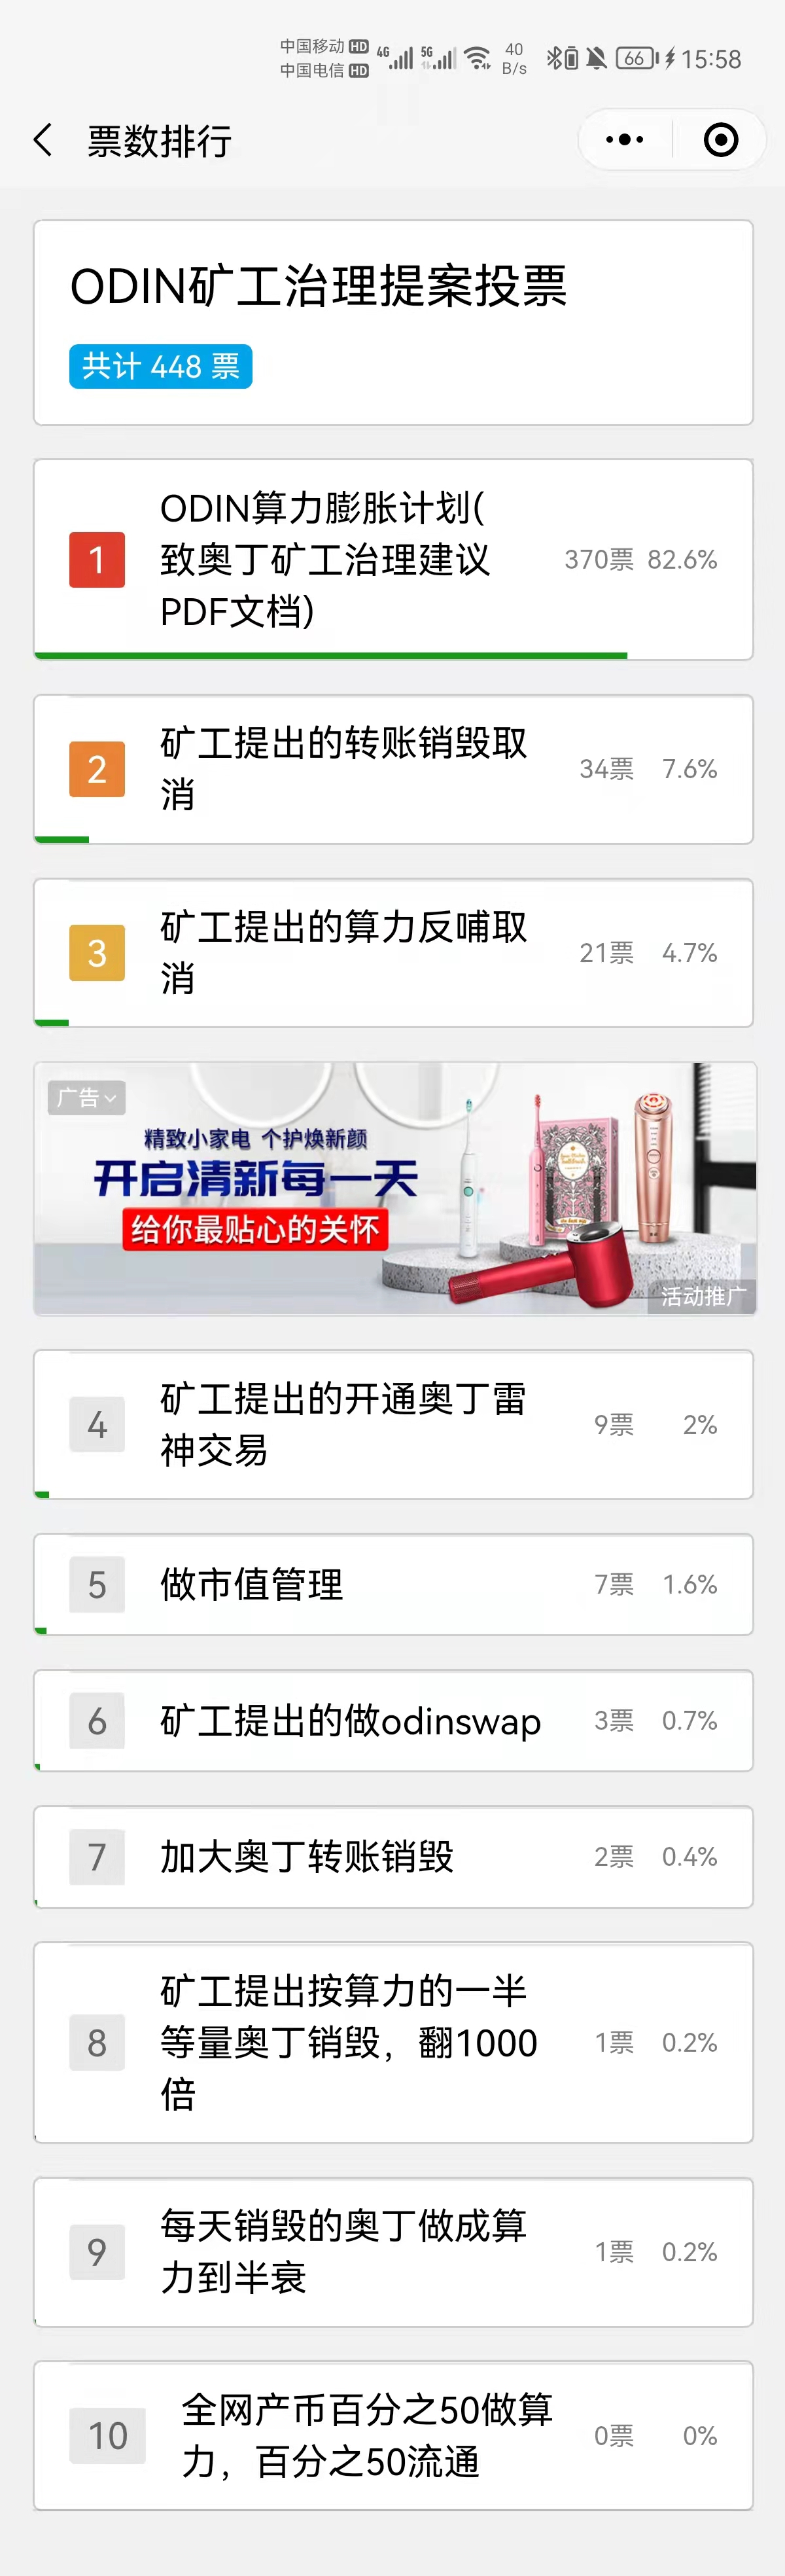 中国移动 HD 4G 5G 40 66 15:58
中国电信 HD B/s
票数排行
ODIN矿工治理提案投票
共计 448 票
1 ODIN算力膨胀计划(
致奥丁矿工治理建议 370票 82.6%
PDF文档)
2 矿工提出的转账销毁取 34票 7.6%
消
3 矿工提出的算力反哺取 21票 4.7%
消
广告
精致小家电 个护焕新颜
开启清新每一天
给你最贴心的关怀
活动推广
4 矿工提出的开通奥丁雷 9票 2%
神交易
5 做市值管理 7票 1.6%
6 矿工提出的做odinswap 3票 0.7%
7 加大奥丁转账销毁 2票 0.4%
矿工提出按算力的一半
8 等量奥丁销毁，翻1000 1票 0.2%
倍
9 每天销毁的奥丁做成算 1票 0.2%
力到半衰
10 全网产币百分之50做算 0票 0%
力，百分之50流通